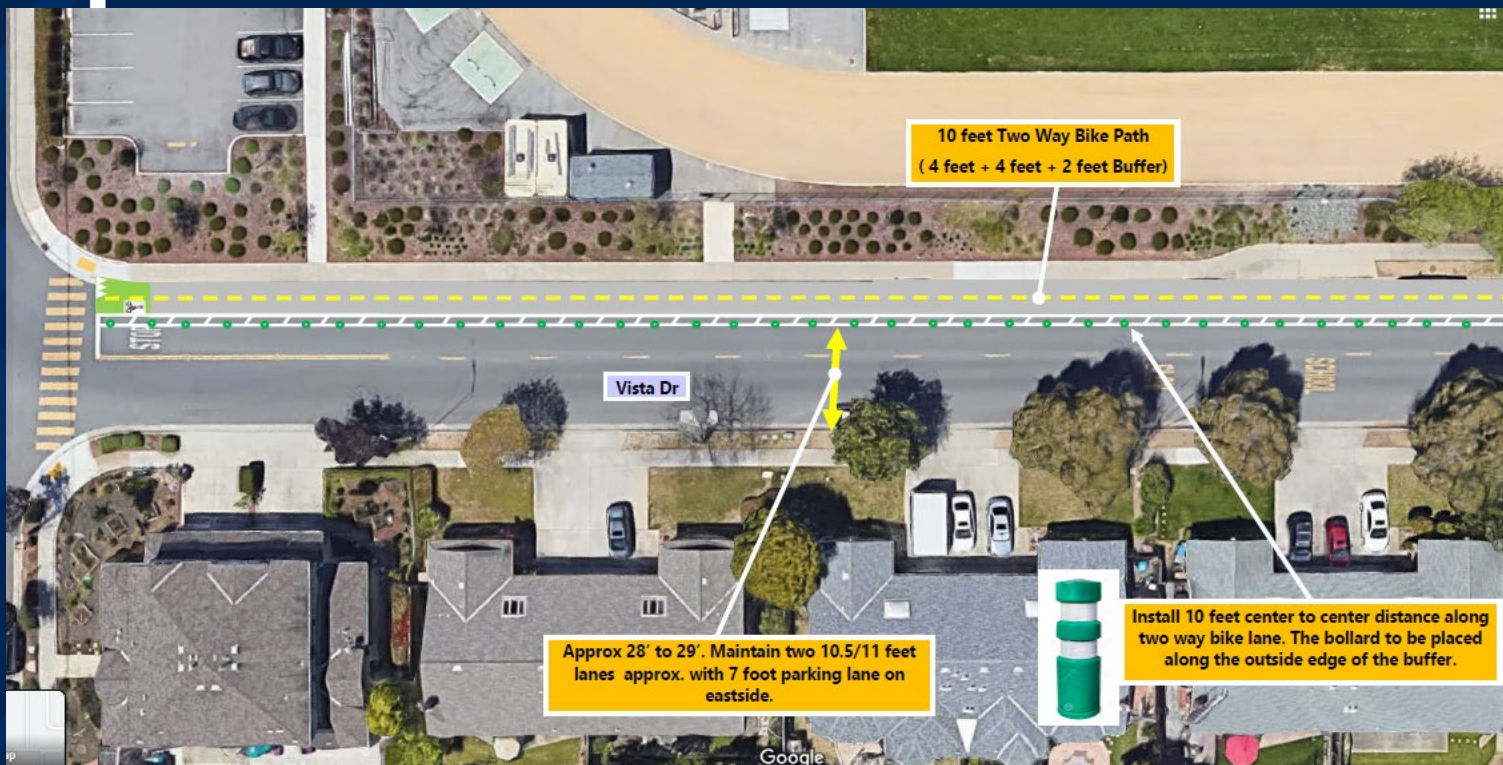 10 feet Two Way Bike Path
( 4 feet + 4 feet + 2 feet Buffer)
STOP
Vista Dr
SCHOOL
Approx 28' to 29'. Maintain two 10.5/11 feet
lanes approx. with 7 foot parking lane on
eastside.
Install 10 feet center to center distance along
two way bike lane. The bollard to be placed
along the outside edge of the buffer.
Google